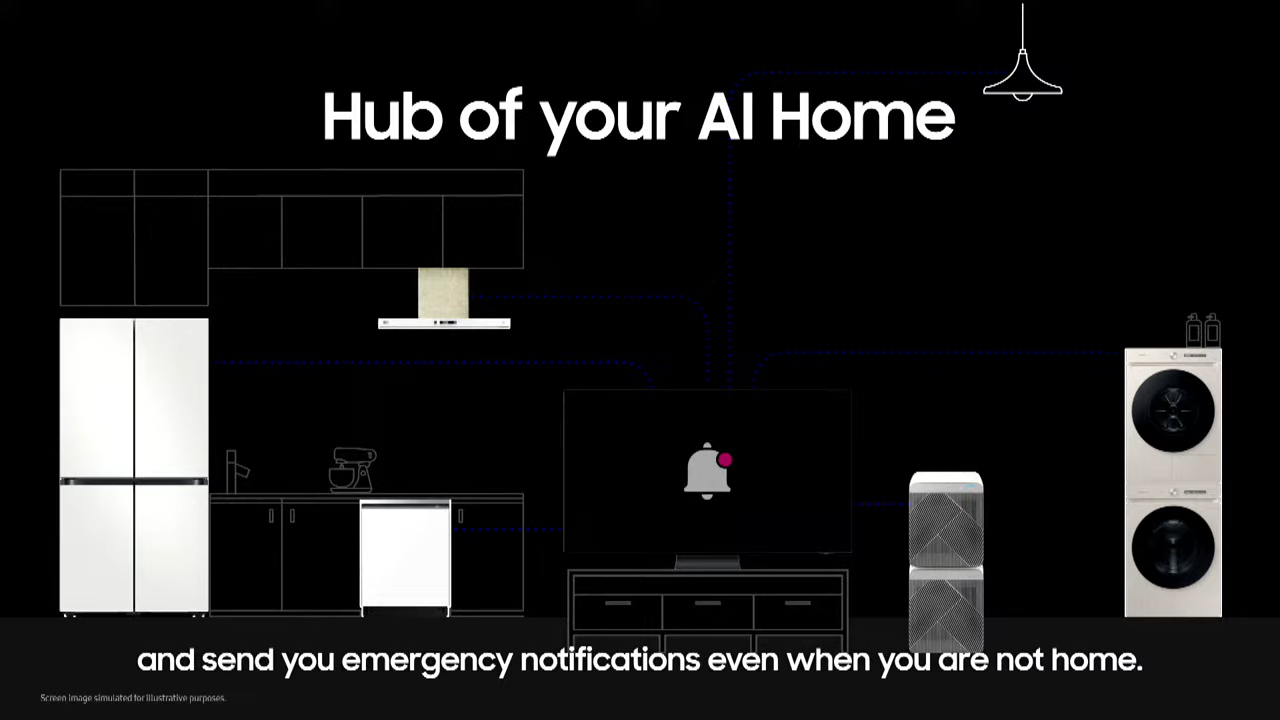 Hub of your AI Home
and send you emergency notifications even when you are not home.
Screen image simulated for illustrative purposes.